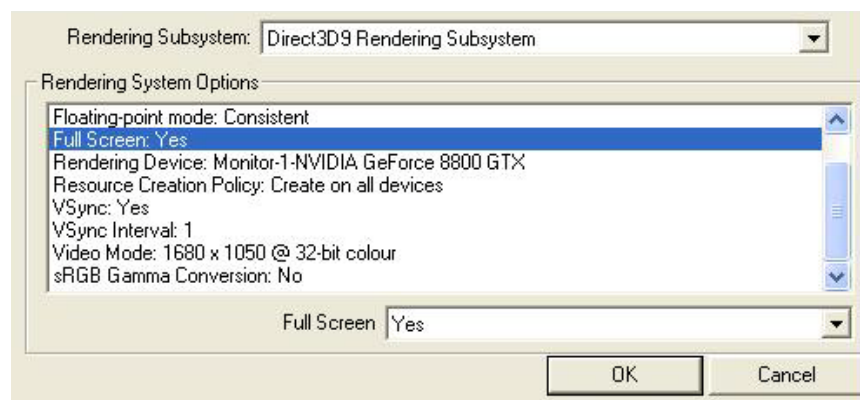 Rendering Subsystem: Direct3D9 Rendering Subsystem
Rendering System Options
Floating-point mode: Consistent
Full Screen: Yes
Rendering Device: Monitor-1-NVIDIA GeForce 8800 GTX
Resource Creation Policy: Create on all devices
VSync: Yes
VSync Interval: 1
Video Mode: 1680 x 1050 @ 32-bit colour
sRGB Gamma Conversion: No
Full Screen Yes
OK Cancel